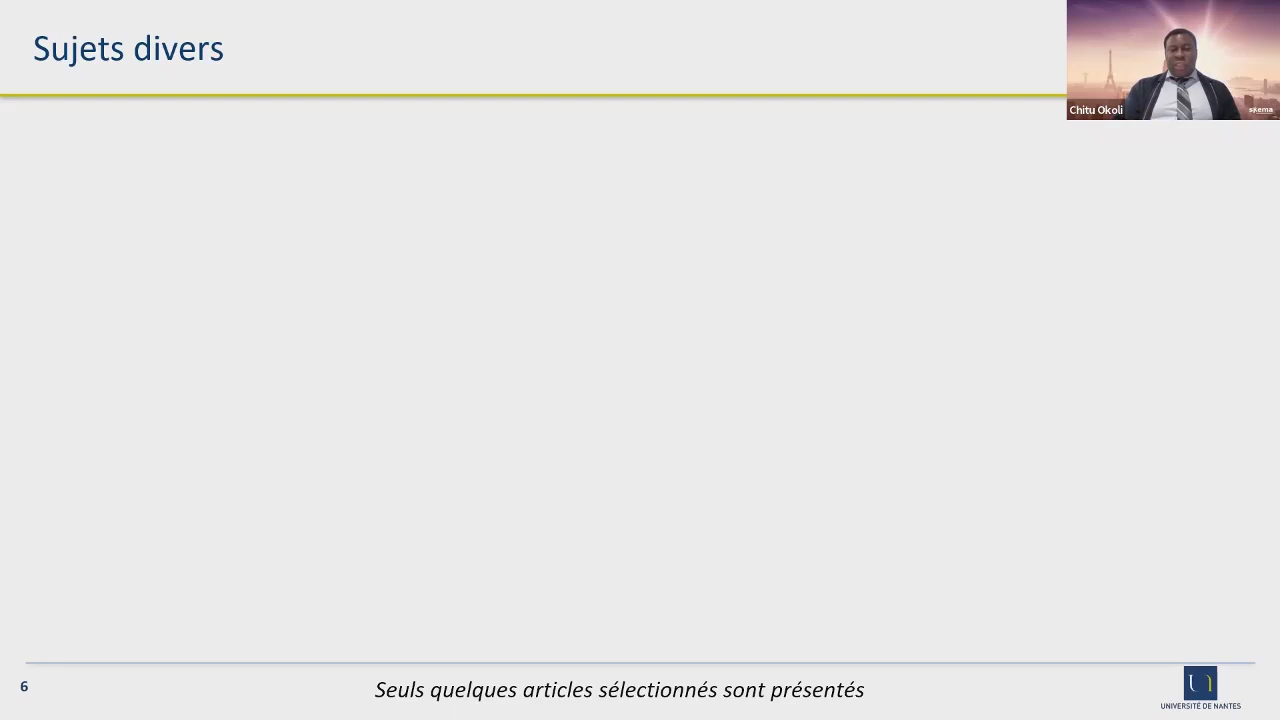 Sujets divers
Chitu Okoli
skema
6
Seuls quelques articles sélectionnés sont présentés
UNIVERSITÉ DE NANTES